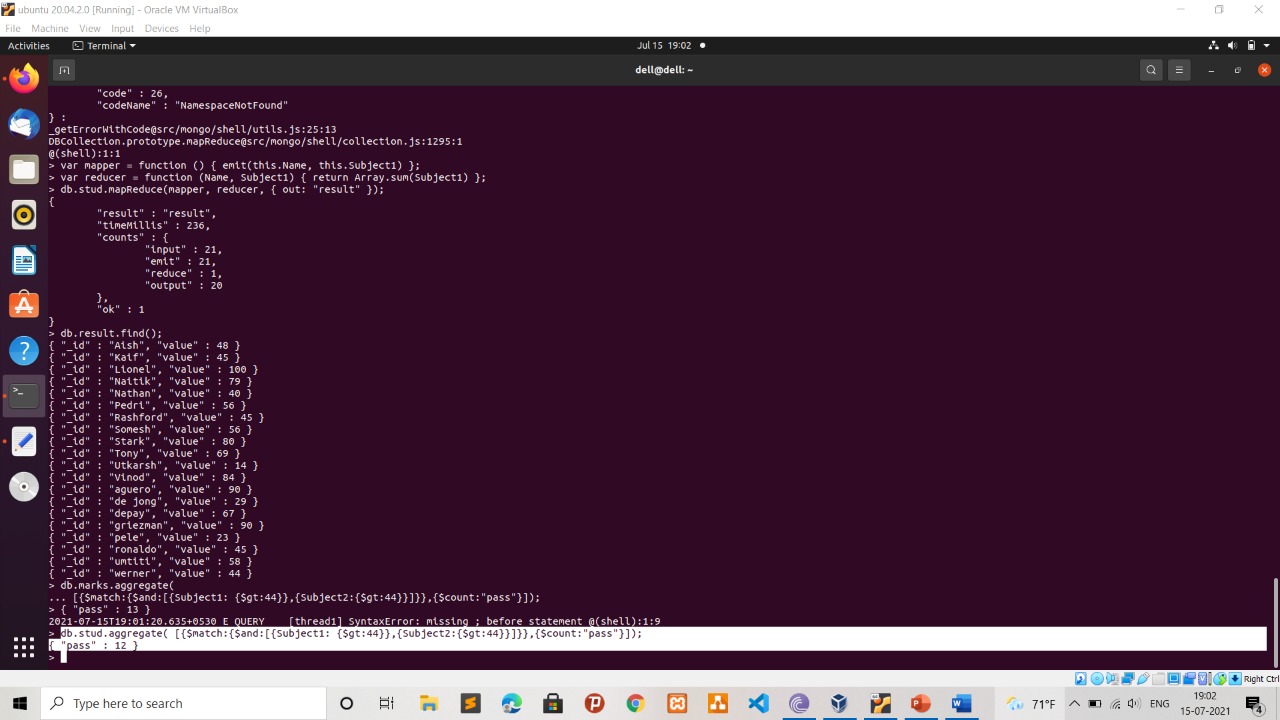 ubuntu 20.04.2.0 [Running] - Oracle VM VirtualBox
File Machine View Input Devices Help
Activities Terminal Jul 15 19:02
dell@dell: ~
"code" : 26,
"codeName" : "NamespaceNotFound"
} :
_getErrorWithCode@src/mongo/shell/utils.js:25:13
DBCollection.prototype.mapReduce@src/mongo/shell/collection.js:1295:1
@(shell):1:1
> var mapper = function () { emit(this.Name, this.Subject1) };
> var reducer = function (Name, Subject1) { return Array.sum(Subject1) };
> db.stud.mapReduce(mapper, reducer, { out: "result" });
{
"result" : "result",
"timeMillis" : 236,
"counts" : {
"input" : 21,
"emit" : 21,
"reduce" : 1,
"output" : 20
},
"ok" : 1
}
> db.result.find();
{ "_id" : "Aish", "value" : 48 }
{ "_id" : "Kaif", "value" : 45 }
{ "_id" : "Lionel", "value" : 100 }
{ "_id" : "Naitik", "value" : 79 }
{ "_id" : "Nathan", "value" : 40 }
{ "_id" : "Pedri", "value" : 56 }
{ "_id" : "Rashford", "value" : 45 }
{ "_id" : "Somesh", "value" : 56 }
{ "_id" : "Stark", "value" : 80 }
{ "_id" : "Tony", "value" : 69 }
{ "_id" : "Utkarsh", "value" : 14 }
{ "_id" : "Vinod", "value" : 84 }
{ "_id" : "aguero", "value" : 90 }
{ "_id" : "de jong", "value" : 29 }
{ "_id" : "depay", "value" : 67 }
{ "_id" : "griezman", "value" : 90 }
{ "_id" : "pele", "value" : 23 }
{ "_id" : "ronaldo", "value" : 45 }
{ "_id" : "umtiti", "value" : 58 }
{ "_id" : "werner", "value" : 44 }
> db.marks.aggregate(
... [{$match:{$and:[{Subject1: {$gt:44}},{Subject2:{$gt:44}}]}},{$count:"pass"}]);
> { "pass" : 13 }
2021-07-15T19:01:20.635+0530 E QUERY    [thread1] SyntaxError: missing ; before statement @(shell):1:9
> db.stud.aggregate( [{$match:{$and:[{Subject1: {$gt:44}},{Subject2:{$gt:44}}]}},{$count:"pass"}]);
{ "pass" : 12 }
>
Right Ctrl
Type here to search
71°F
ENG
19:02
15-07-2021
4